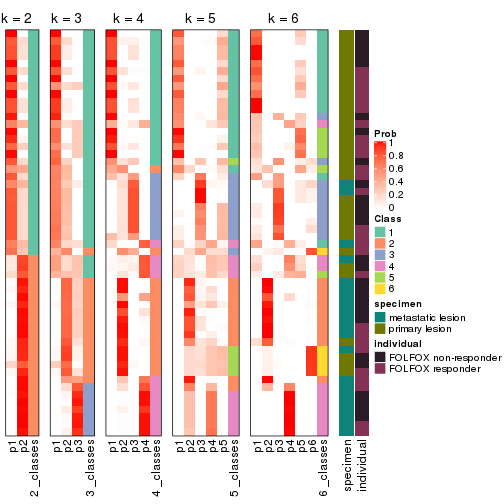 k = 2
k = 3
k = 4
k = 5
k = 6
p1
p2
2_classes
p1
p2
p3
3_classes
p1
p2
p3
p4
4_classes
p1
p2
p3
p4
p5
5_classes
p1
p2
p3
p4
p5
p6
6_classes
specimen
individual
Prob
1
0.8
0.6
0.4
0.2
0
Class
1
2
3
4
5
6
specimen
metastatic lesion
primary lesion
individual
FOLFOX non-responder
FOLFOX responder